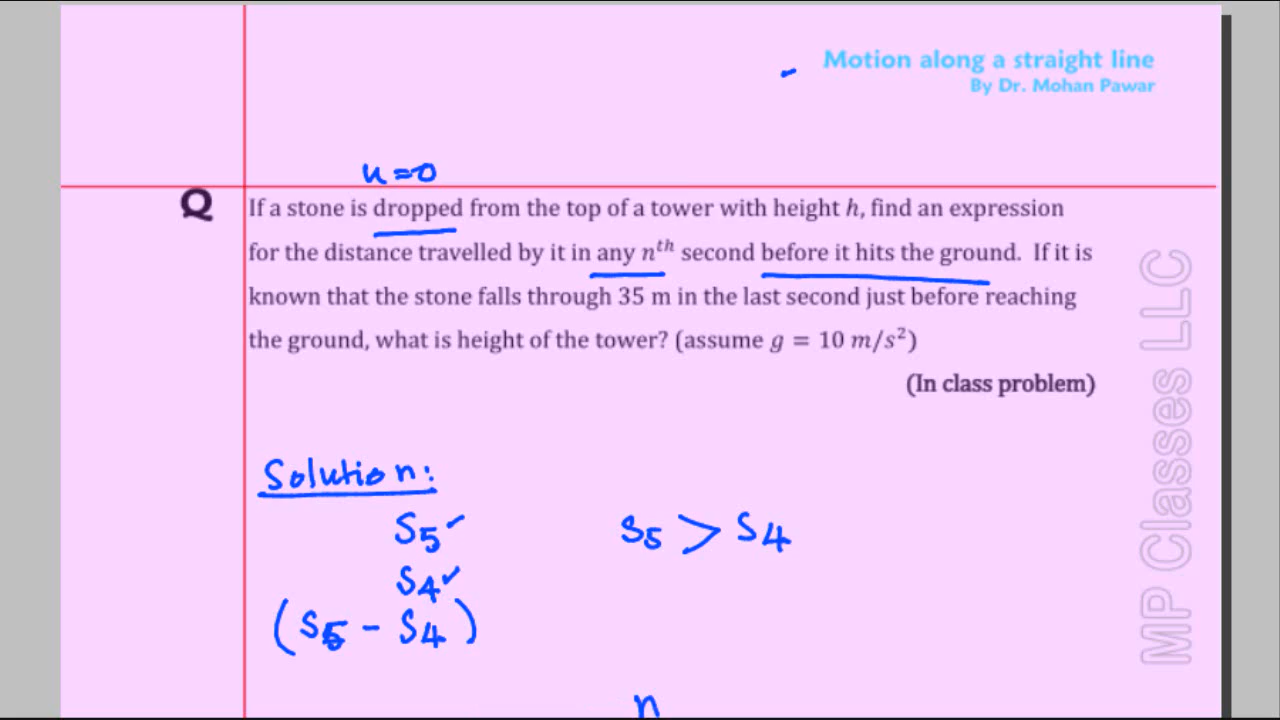 Motion along a straight line
By Dr. Mohan Pawar
u=0
Q
If a stone is dropped from the top of a tower with height h, find an expression
for the distance travelled by it in any nᵗʰ second before it hits the ground. If it is
known that the stone falls through 35 m in the last second just before reaching
the ground, what is height of the tower? (assume g = 10 m/s²)
(In class problem)
MP Classes LLC
Solution:
S₅✓ S₅ > S₄
S₄✓
(S₅ - S₄)
n